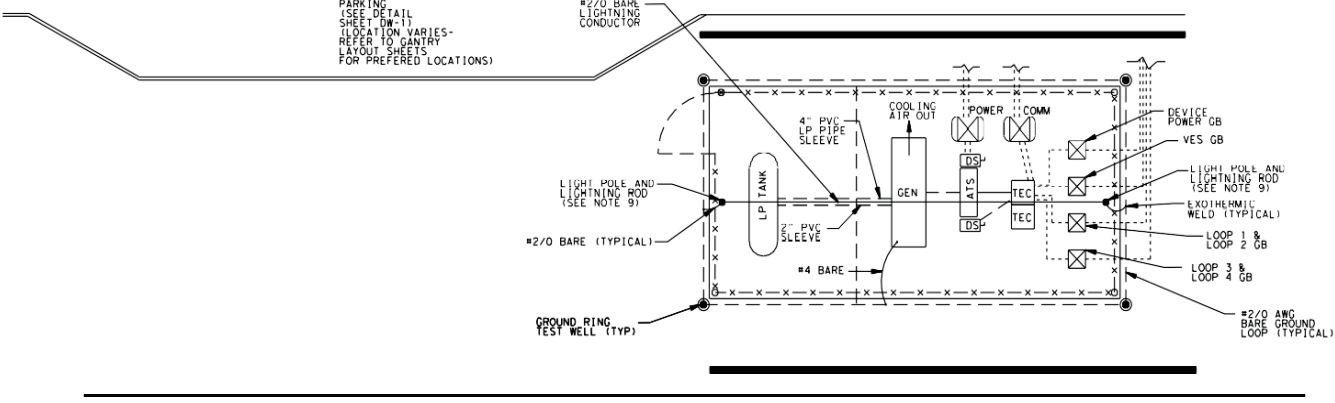 PARKING
(SEE DETAIL
SHEET DW-1)
(LOCATION VARIES-
REFER TO GANTRY
LAYOUT SHEETS
FOR PREFERED LOCATIONS)
#2/0 BARE
LIGHTNING
CONDUCTOR
COOLING
AIR OUT
POWER
COMM
4" PVC
LP PIPE
SLEEVE
DEVICE
POWER GB
VES GB
LIGHT POLE AND
LIGHTNING ROD
(SEE NOTE 9)
LP TANK
GEN
DS
ATS
TEC
TEC
DS
LIGHT POLE AND
LIGHTNING ROD
(SEE NOTE 9)
EXOTHERMIC
WELD (TYPICAL)
#2/0 BARE (TYPICAL)
2" PVC
SLEEVE
LOOP 1 &
LOOP 2 GB
#4 BARE
LOOP 3 &
LOOP 4 GB
GROUND RING
TEST WELL (TYP)
#2/0 AWG
BARE GROUND
LOOP (TYPICAL)